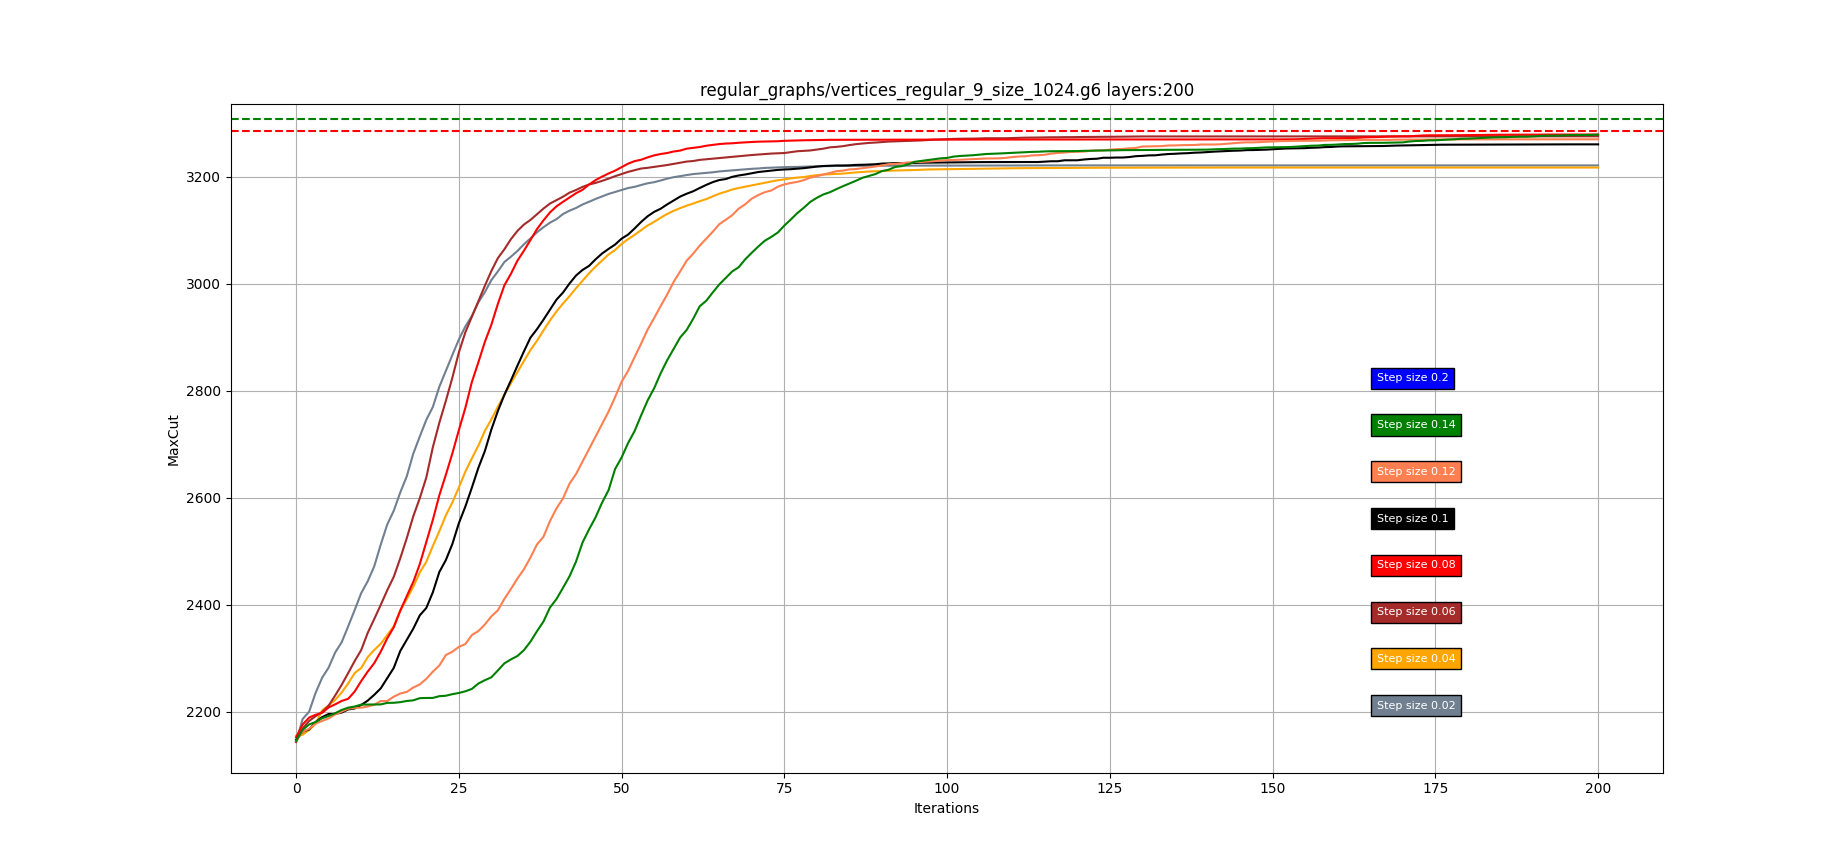 regular_graphs/vertices_regular_9_size_1024.g6 layers:200
MaxCut
3200
3000
2800
2600
2400
2200
Step size 0.2
Step size 0.14
Step size 0.12
Step size 0.1
Step size 0.08
Step size 0.06
Step size 0.04
Step size 0.02
0 25 50 75 100 125 150 175 200
Iterations